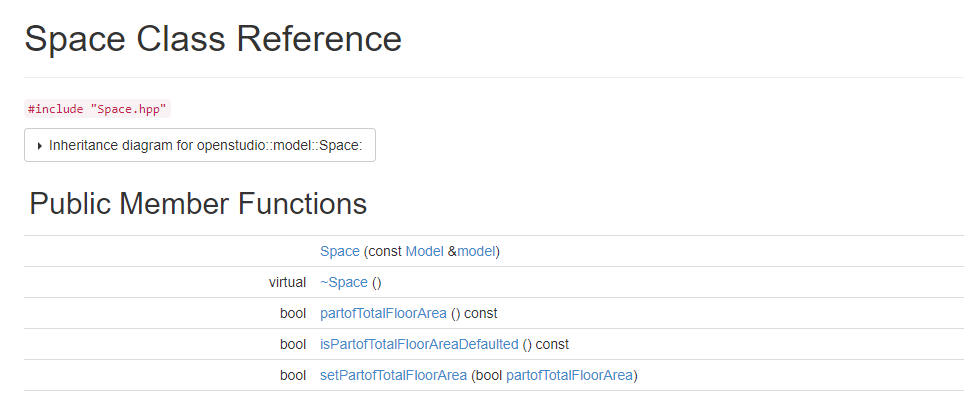 Space Class Reference
#include "Space.hpp"
Inheritance diagram for openstudio::model::Space:
Public Member Functions
Space (const Model &model)
virtual ~Space ()
bool partofTotalFloorArea () const
bool isPartofTotalFloorAreaDefaulted () const
bool setPartofTotalFloorArea (bool partofTotalFloorArea)